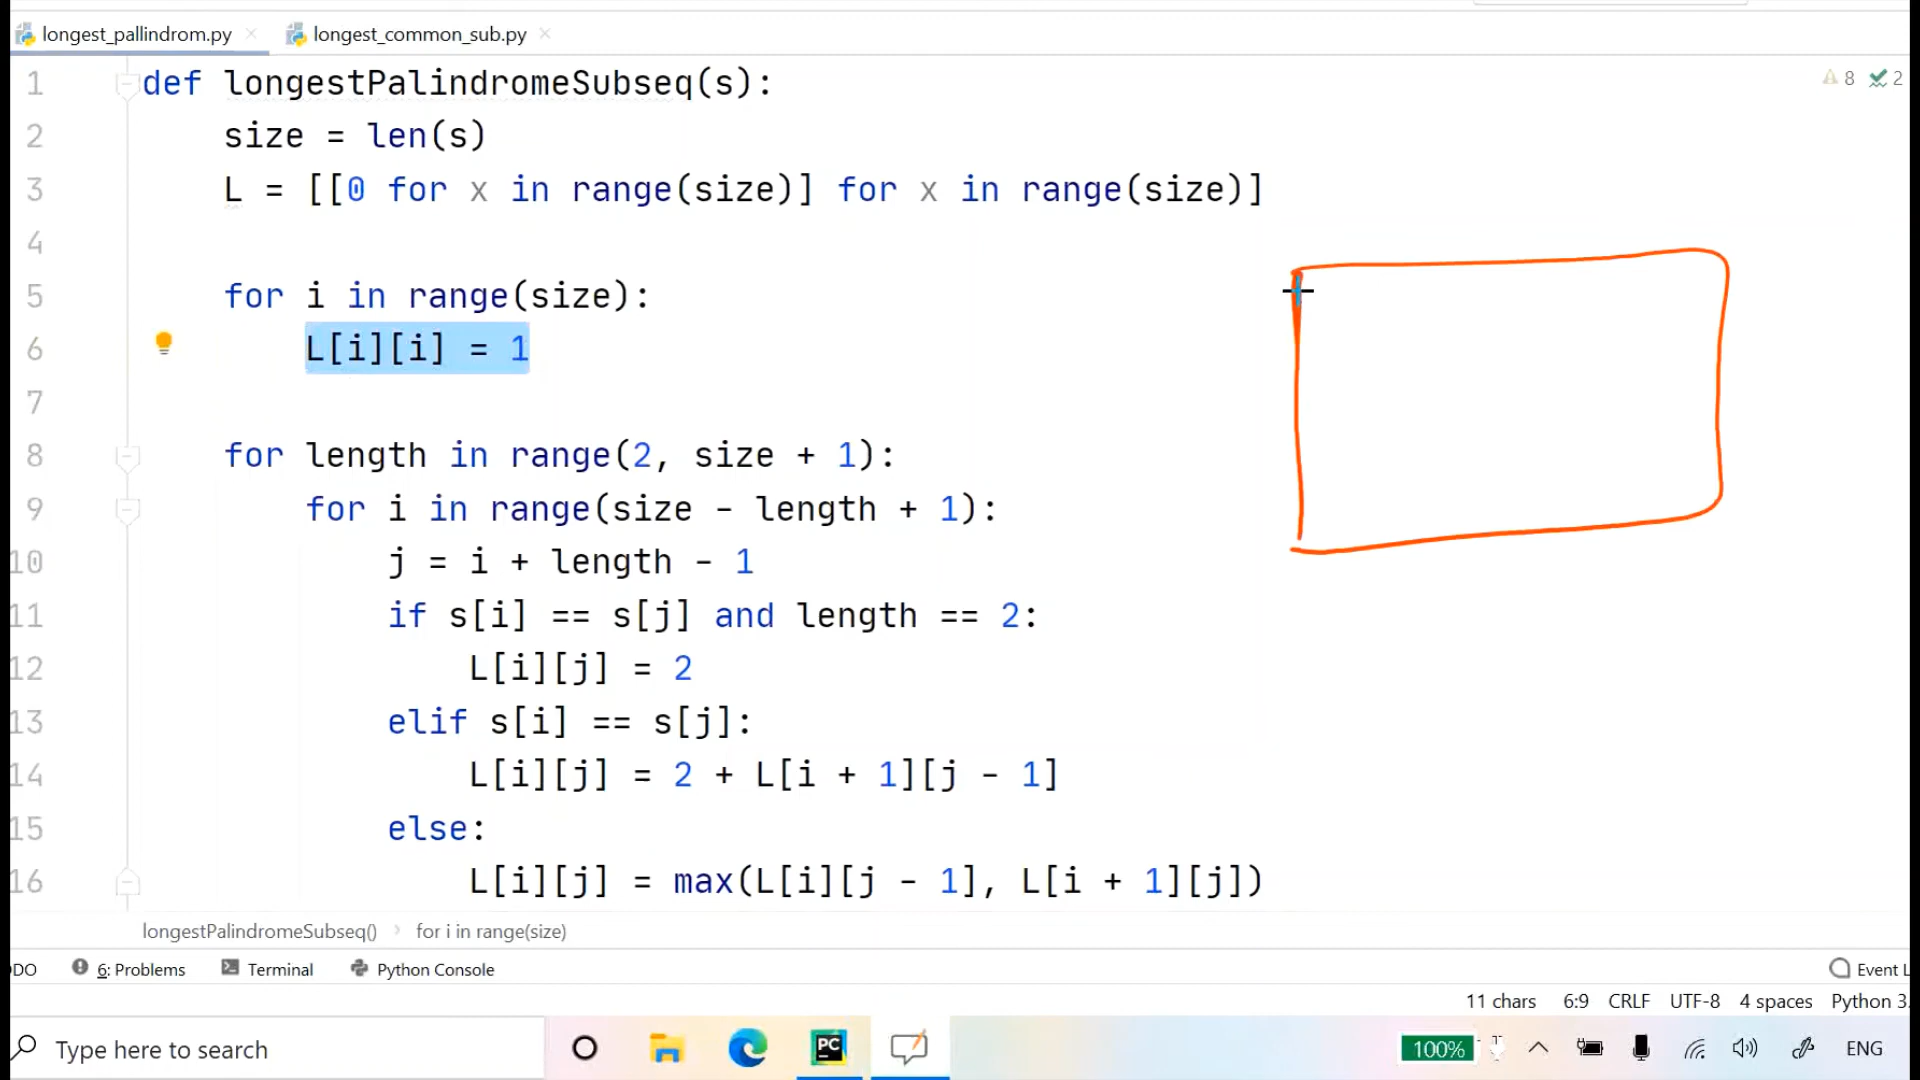 longest_pallindrom.py
longest_common_sub.py
1 def longestPalindromeSubseq(s):
8 2
2 size = len(s)
3 L = [[0 for x in range(size)] for x in range(size)]
4
5 for i in range(size):
6 L[i][i] = 1
7
8 for length in range(2, size + 1):
9 for i in range(size - length + 1):
10 j = i + length - 1
11 if s[i] == s[j] and length == 2:
12 L[i][j] = 2
13 elif s[i] == s[j]:
14 L[i][j] = 2 + L[i + 1][j - 1]
15 else:
16 L[i][j] = max(L[i][j - 1], L[i + 1][j])
longestPalindromeSubseq() › for i in range(size)
DO 6: Problems Terminal Python Console Event L
11 chars 6:9 CRLF UTF-8 4 spaces Python 3.
Type here to search
PC
100%
ENG